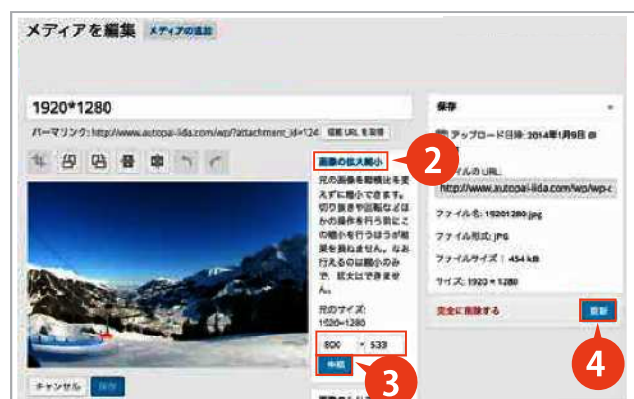 メディアを編集 メディアの追加
1920*1280
パーマリンク: http://www.autopai-lida.com/wp/?attachment_id=124 短縮 URL を取得
画像の拡大縮小
元の画像を縦横比を変
えずに縮小できます。
切り抜きや回転などほ
かの操作を行う前にこ
の縮小を行うほうが結
果を損ねません。なお
行えるのは縮小のみ
で、拡大はできませ
ん。
元のサイズ:
1920×1280
800 × 533
3
キャンセル 保存
保存
アップロード日時: 2014年1月9日 @
2
イルの URL:
http://www.autopai-lida.com/wp/wp-c
ファイル名: 19201280.jpg
ファイル形式: JPG
ファイルサイズ: 454 kB
サイズ: 1920 × 1280
完全に削除する 更新
4